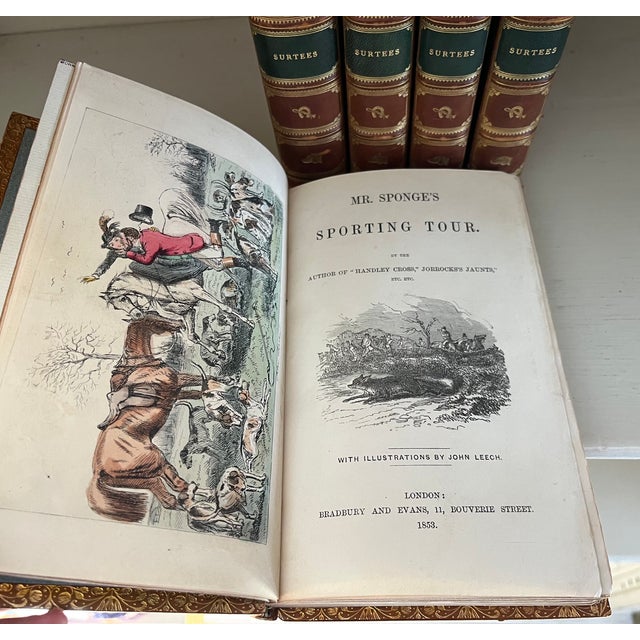 SURTEES
SURTEES
SURTEES
SURTEES
MR. SPONGE'S
SPORTING TOUR.
BY THE
AUTHOR OF "HANDLEY CROSS," "JORROCKS'S JAUNTS,"
ETC. ETC.
WITH ILLUSTRATIONS BY JOHN LEECH.
LONDON:
BRADBURY AND EVANS, 11, BOUVERIE STREET.
1853.